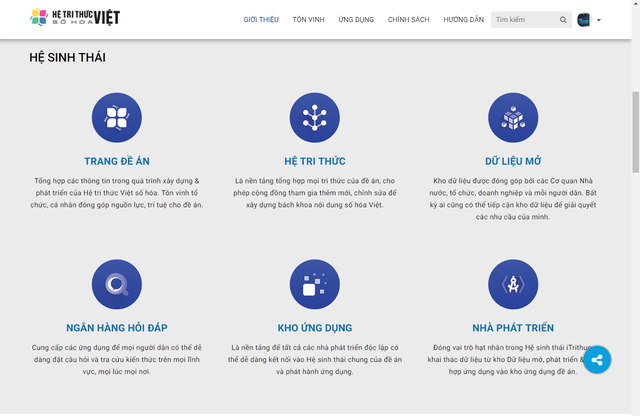 HỆ TRI THỨC
SỐ HÓA
VIỆT
GIỚI THIỆU TÔN VINH ỨNG DỤNG CHÍNH SÁCH HƯỚNG DẪN Tìm kiếm
HỆ SINH THÁI
TRANG ĐỀ ÁN
Tổng hợp các thông tin trong quá trình xây dựng &
phát triển của Hệ tri thức Việt số hóa. Tôn vinh tổ
chức, cá nhân đóng góp nguồn lực, trí tuệ cho đề án.
HỆ TRI THỨC
Là nền tảng tổng hợp mọi tri thức của đề án, cho
phép cộng đồng tham gia thêm mới, chỉnh sửa để
xây dựng bách khoa nội dung số hóa Việt.
DỮ LIỆU MỞ
Kho dữ liệu được đóng góp bởi các Cơ quan Nhà
nước, tổ chức, doanh nghiệp và mỗi người dân. Bất
kỳ ai cũng có thể tiếp cận kho dữ liệu để giải quyết
các nhu cầu của mình.
NGÂN HÀNG HỎI ĐÁP
Cung cấp các ứng dụng để mọi người dân có thể dễ
dàng đặt câu hỏi và tra cứu kiến thức trên mọi lĩnh
vực, mọi lúc mọi nơi.
KHO ỨNG DỤNG
Là nền tảng để tất cả các nhà phát triển độc lập có
thể dễ dàng kết nối vào Hệ sinh thái chung của đề án
và phát hành ứng dụng.
NHÀ PHÁT TRIỂN
Đóng vai trò hạt nhân trong Hệ sinh thái iTrithuc
khai thác dữ liệu từ kho Dữ liệu mở, phát triển &
hợp ứng dụng vào kho ứng dụng đề án.